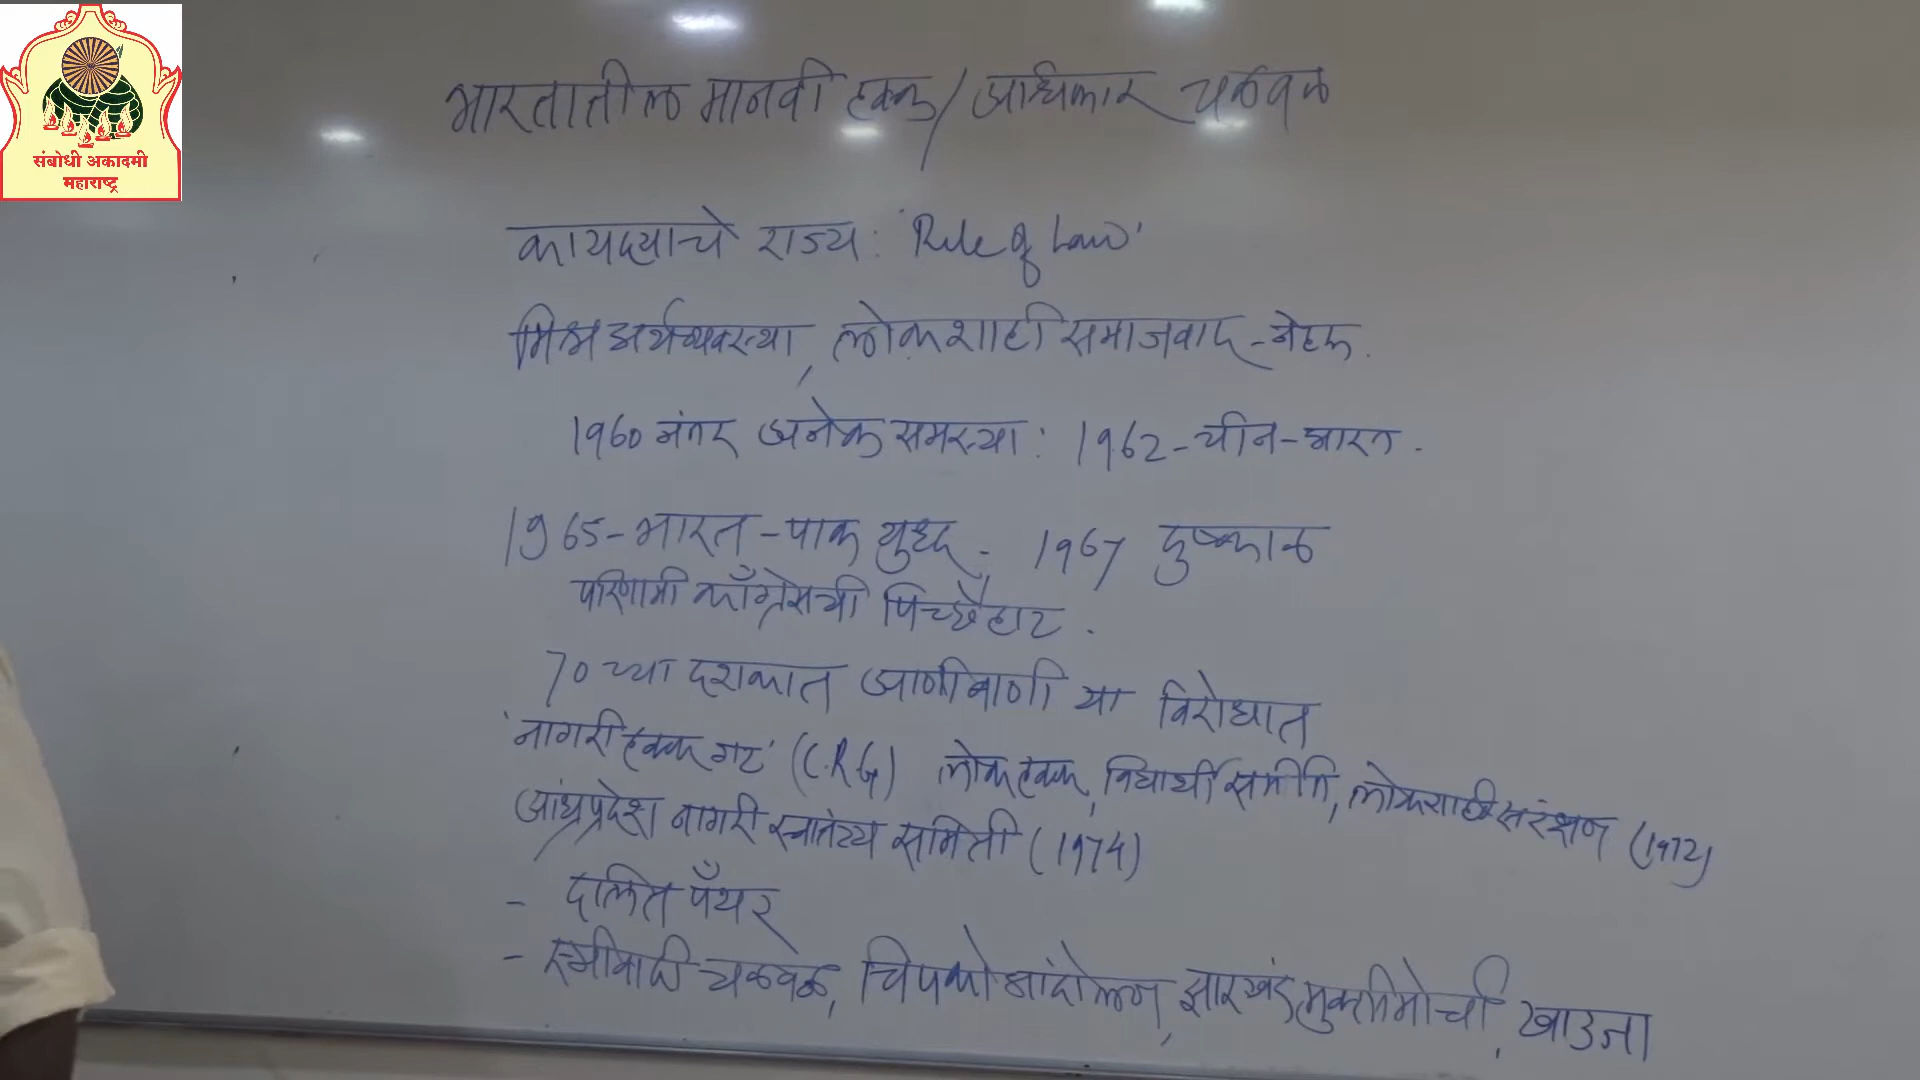 संबोधी अकादमी
महाराष्ट्र
भारतातील मानवी हक्क / अधिकार चळवळ
कायद्याचे राज्य : 'Rule of Law'
मिश्र अर्थव्यवस्था, लोकशाही समाजवाद - नेहरू.
1960 नंतर अनेक समस्या : 1962 - चीन - भारत.
1965 - भारत - पाक युध्द. 1967 दुष्काळ
परिणामी काँग्रेसची पिच्छेहाट.
70 च्या दशकात आणीबाणी या विरोधात
'नागरी हक्क गट' (C.R.G) लोकहक्क, विद्यार्थी समिती, लोकशाही संरक्षण (1972)
आंध्रप्रदेश नागरी स्वातंत्र्य समिती (1974)
- दलित पँथर
- स्त्रीवादी चळवळ, चिपको आंदोलन, झारखंड मुक्तीमोर्चा,